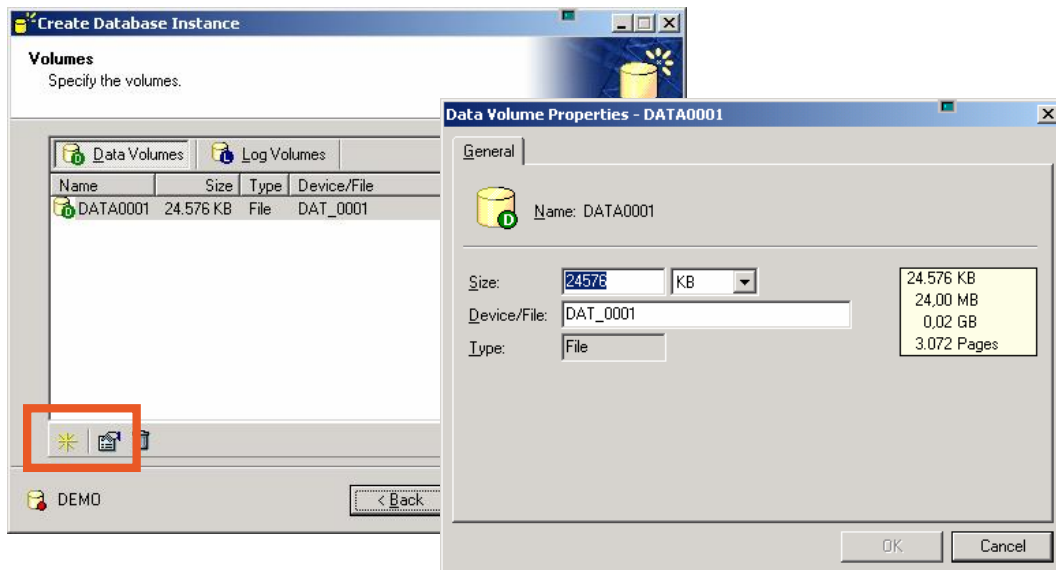 Create Database Instance
Volumes
Specify the volumes.
Data Volumes Log Volumes
Name Size Type Device/File
DATA0001 24.576 KB File DAT_0001
DEMO
< Back
Data Volume Properties - DATA0001
General
Name: DATA0001
Size: 24576 KB
Device/File: DAT_0001
Type: File
24.576 KB
24,00 MB
0,02 GB
3.072 Pages
OK Cancel